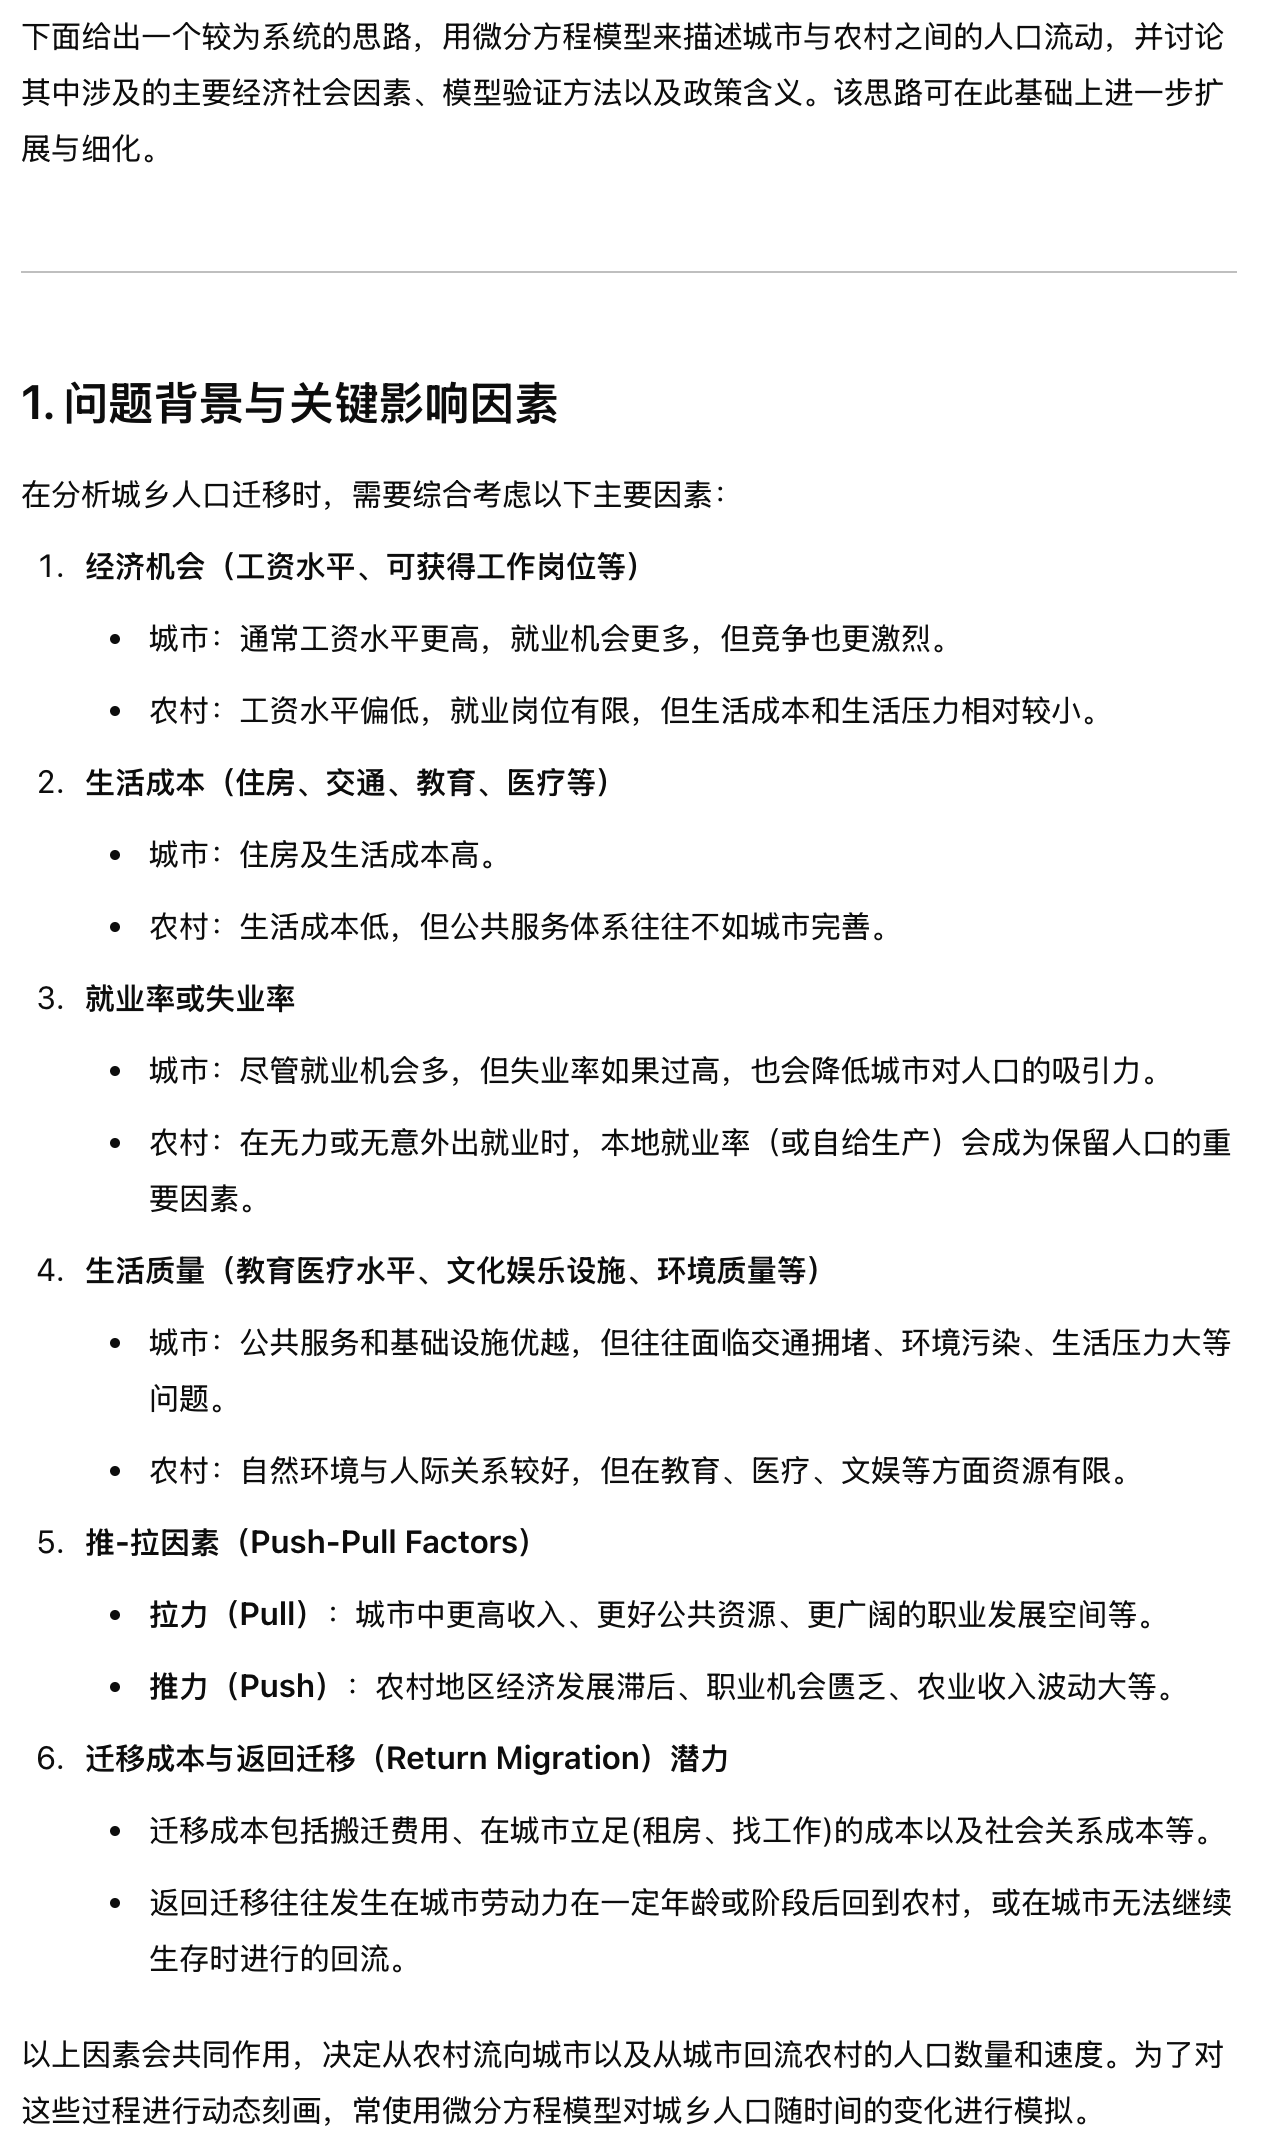 下面给出一个较为系统的思路，用微分方程模型来描述城市与农村之间的人口流动，并讨论
其中涉及的主要经济社会因素、模型验证方法以及政策含义。该思路可在此基础上进一步扩
展与细化。
1. 问题背景与关键影响因素
在分析城乡人口迁移时，需要综合考虑以下主要因素：
1. 经济机会（工资水平、可获得工作岗位等）
• 城市：通常工资水平更高，就业机会更多，但竞争也更激烈。
• 农村：工资水平偏低，就业岗位有限，但生活成本和生活压力相对较小。
2. 生活成本（住房、交通、教育、医疗等）
• 城市：住房及生活成本高。
• 农村：生活成本低，但公共服务体系往往不如城市完善。
3. 就业率或失业率
• 城市：尽管就业机会多，但失业率如果过高，也会降低城市对人口的吸引力。
• 农村：在无力或无意外出就业时，本地就业率（或自给生产）会成为保留人口的重
要因素。
4. 生活质量（教育医疗水平、文化娱乐设施、环境质量等）
• 城市：公共服务和基础设施优越，但往往面临交通拥堵、环境污染、生活压力大等
问题。
• 农村：自然环境与人际关系较好，但在教育、医疗、文娱等方面资源有限。
5. 推-拉因素（Push-Pull Factors）
• 拉力（Pull）：城市中更高收入、更好公共资源、更广阔的职业发展空间等。
• 推力（Push）：农村地区经济发展滞后、职业机会匮乏、农业收入波动大等。
6. 迁移成本与返回迁移（Return Migration）潜力
• 迁移成本包括搬迁费用、在城市立足(租房、找工作)的成本以及社会关系成本等。
• 返回迁移往往发生在城市劳动力在一定年龄或阶段后回到农村，或在城市无法继续
生存时进行的回流。
以上因素会共同作用，决定从农村流向城市以及从城市回流农村的人口数量和速度。为了对
这些过程进行动态刻画，常使用微分方程模型对城乡人口随时间的变化进行模拟。